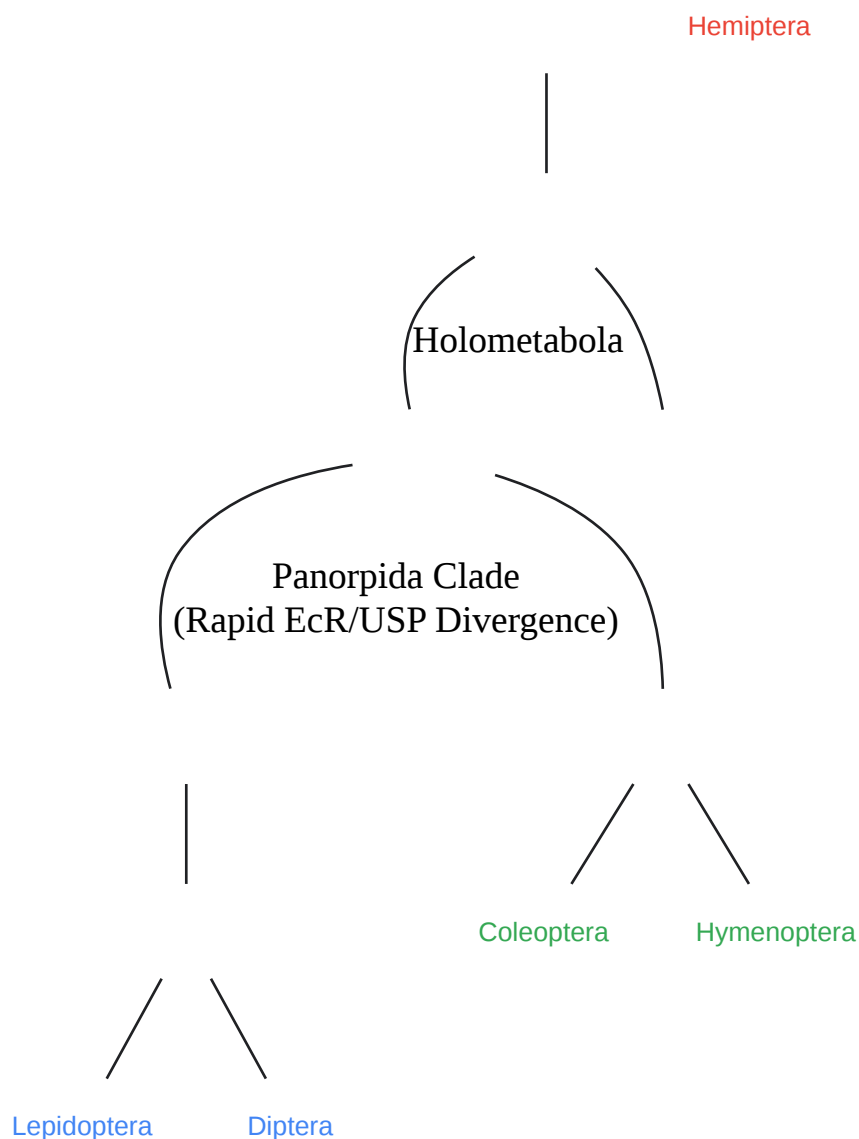 Hemiptera
Holometabola
Panorpida Clade
(Rapid EcR/USP Divergence)
Coleoptera
Hymenoptera
Lepidoptera
Diptera